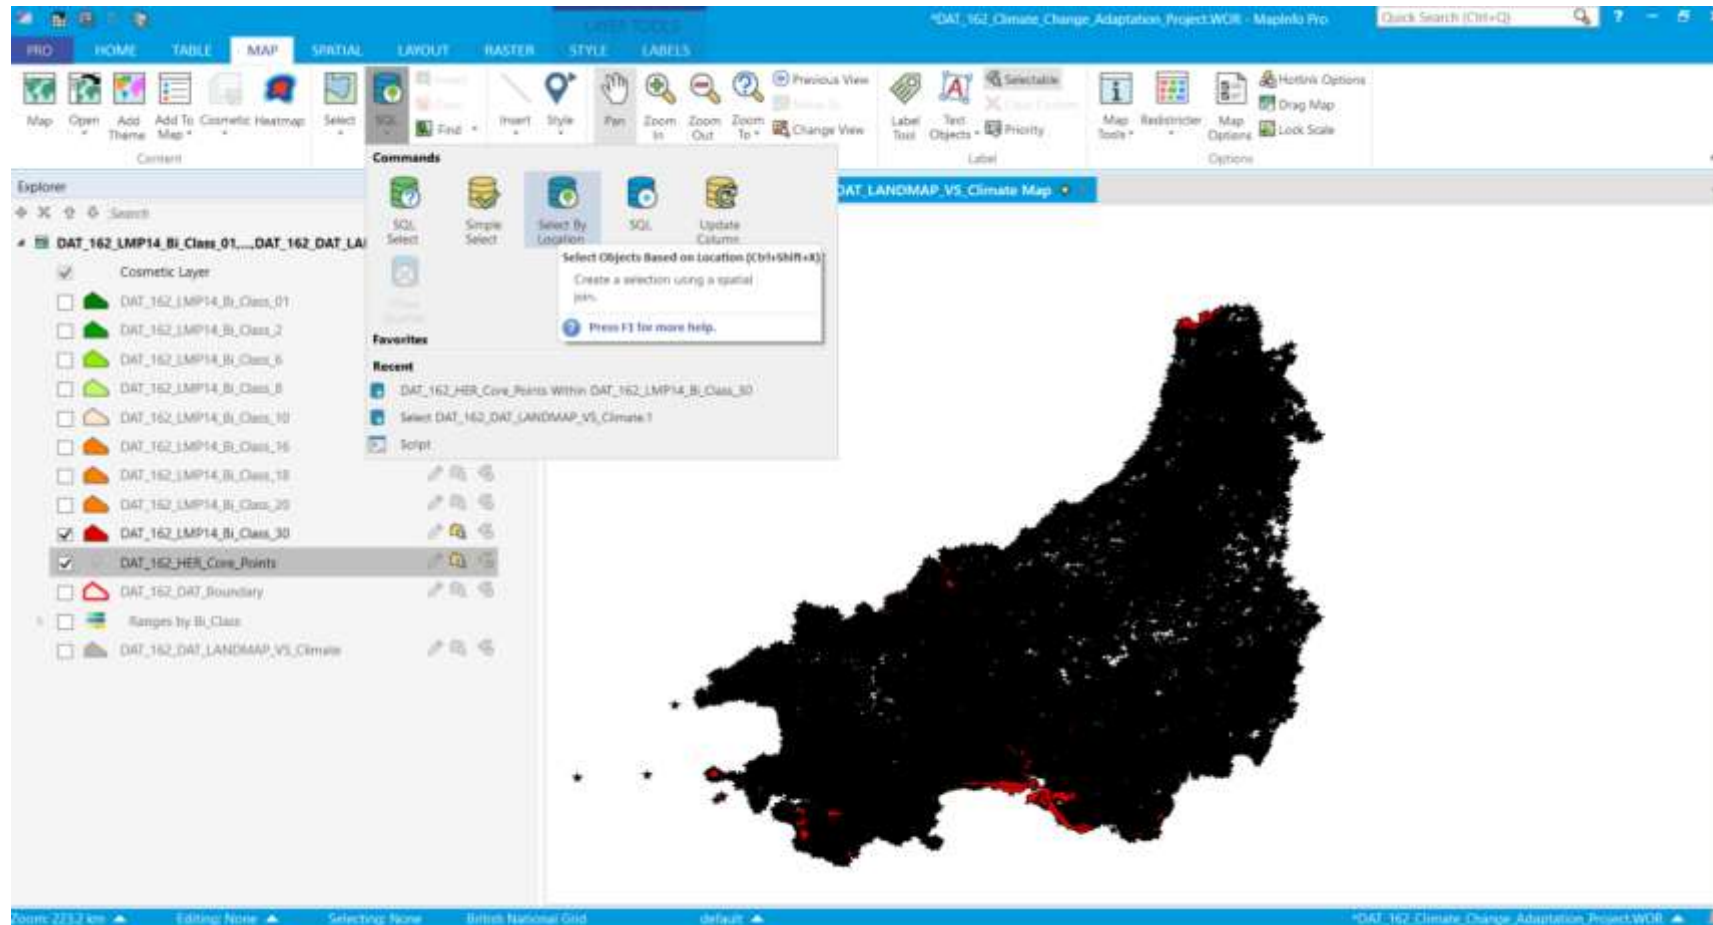 LAYER TOOLS
*DAT_162_Climate_Change_Adaptation_Project.WOR - MapInfo Pro
Quick Search (Ctrl+Q)
?
PRO HOME TABLE MAP SPATIAL LAYOUT RASTER STYLE LABELS
Map Open Add Theme Add To Map Cosmetic Heatmap
Content
Select SQL
Find
Insert Style Pan Zoom In Zoom Out Zoom To
Previous View
Change View
Label Tool Text Objects
Selectable
Priority
Label
Map Tools Redistricter Map Options
Hotlink Options
Drag Map
Lock Scale
Options
Commands
SQL Select Simple Select Select By Location SQL Update Column
Select Objects Based on Location (Ctrl+Shift+X)
Create a selection using a spatial
join.
Press F1 for more help.
Favorites
Recent
DAT_162_HER_Core_Points Within DAT_162_LMP14_Bi_Class_30
Select DAT_162_DAT_LANDMAP_VS_Climate:1
Script
DAT_LANDMAP_VS_Climate Map
Explorer
Search
DAT_162_LMP14_Bi_Class_01,...,DAT_162_DAT_LA
Cosmetic Layer
DAT_162_LMP14_Bi_Class_01
DAT_162_LMP14_Bi_Class_2
DAT_162_LMP14_Bi_Class_6
DAT_162_LMP14_Bi_Class_8
DAT_162_LMP14_Bi_Class_10
DAT_162_LMP14_Bi_Class_16
DAT_162_LMP14_Bi_Class_18
DAT_162_LMP14_Bi_Class_20
DAT_162_LMP14_Bi_Class_30
DAT_162_HER_Core_Points
DAT_162_DAT_Boundary
Ranges by Bi_Class
DAT_162_DAT_LANDMAP_VS_Climate
Zoom: 223.2 km Editing: None Selecting: None British National Grid default *DAT_162_Climate_Change_Adaptation_Project.WOR